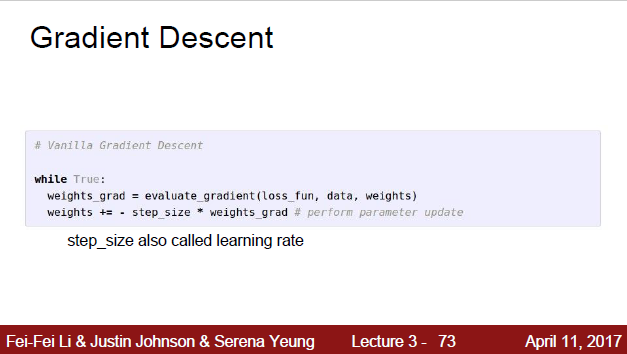 Gradient Descent
# Vanilla Gradient Descent
while True:
  weights_grad = evaluate_gradient(loss_fun, data, weights)
  weights += - step_size * weights_grad # perform parameter update
step_size also called learning rate
Fei-Fei Li & Justin Johnson & Serena Yeung Lecture 3 - 73 April 11, 2017